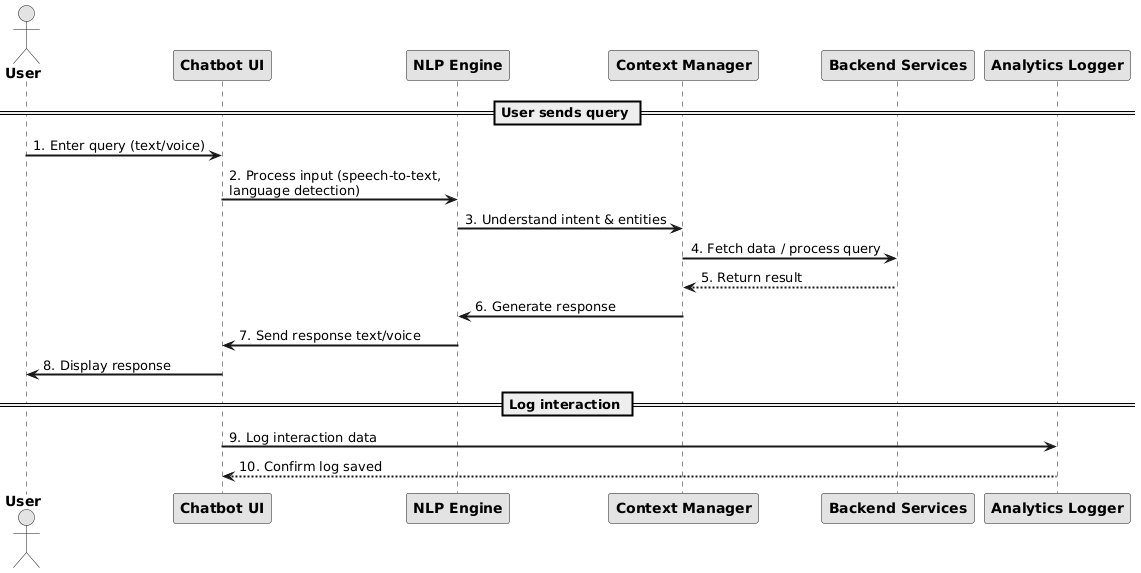 User
Chatbot UI
NLP Engine
Context Manager
Backend Services
Analytics Logger
User sends query
1. Enter query (text/voice)
2. Process input (speech-to-text,
language detection)
3. Understand intent & entities
4. Fetch data / process query
5. Return result
6. Generate response
7. Send response text/voice
8. Display response
Log interaction
9. Log interaction data
10. Confirm log saved
User
Chatbot UI
NLP Engine
Context Manager
Backend Services
Analytics Logger